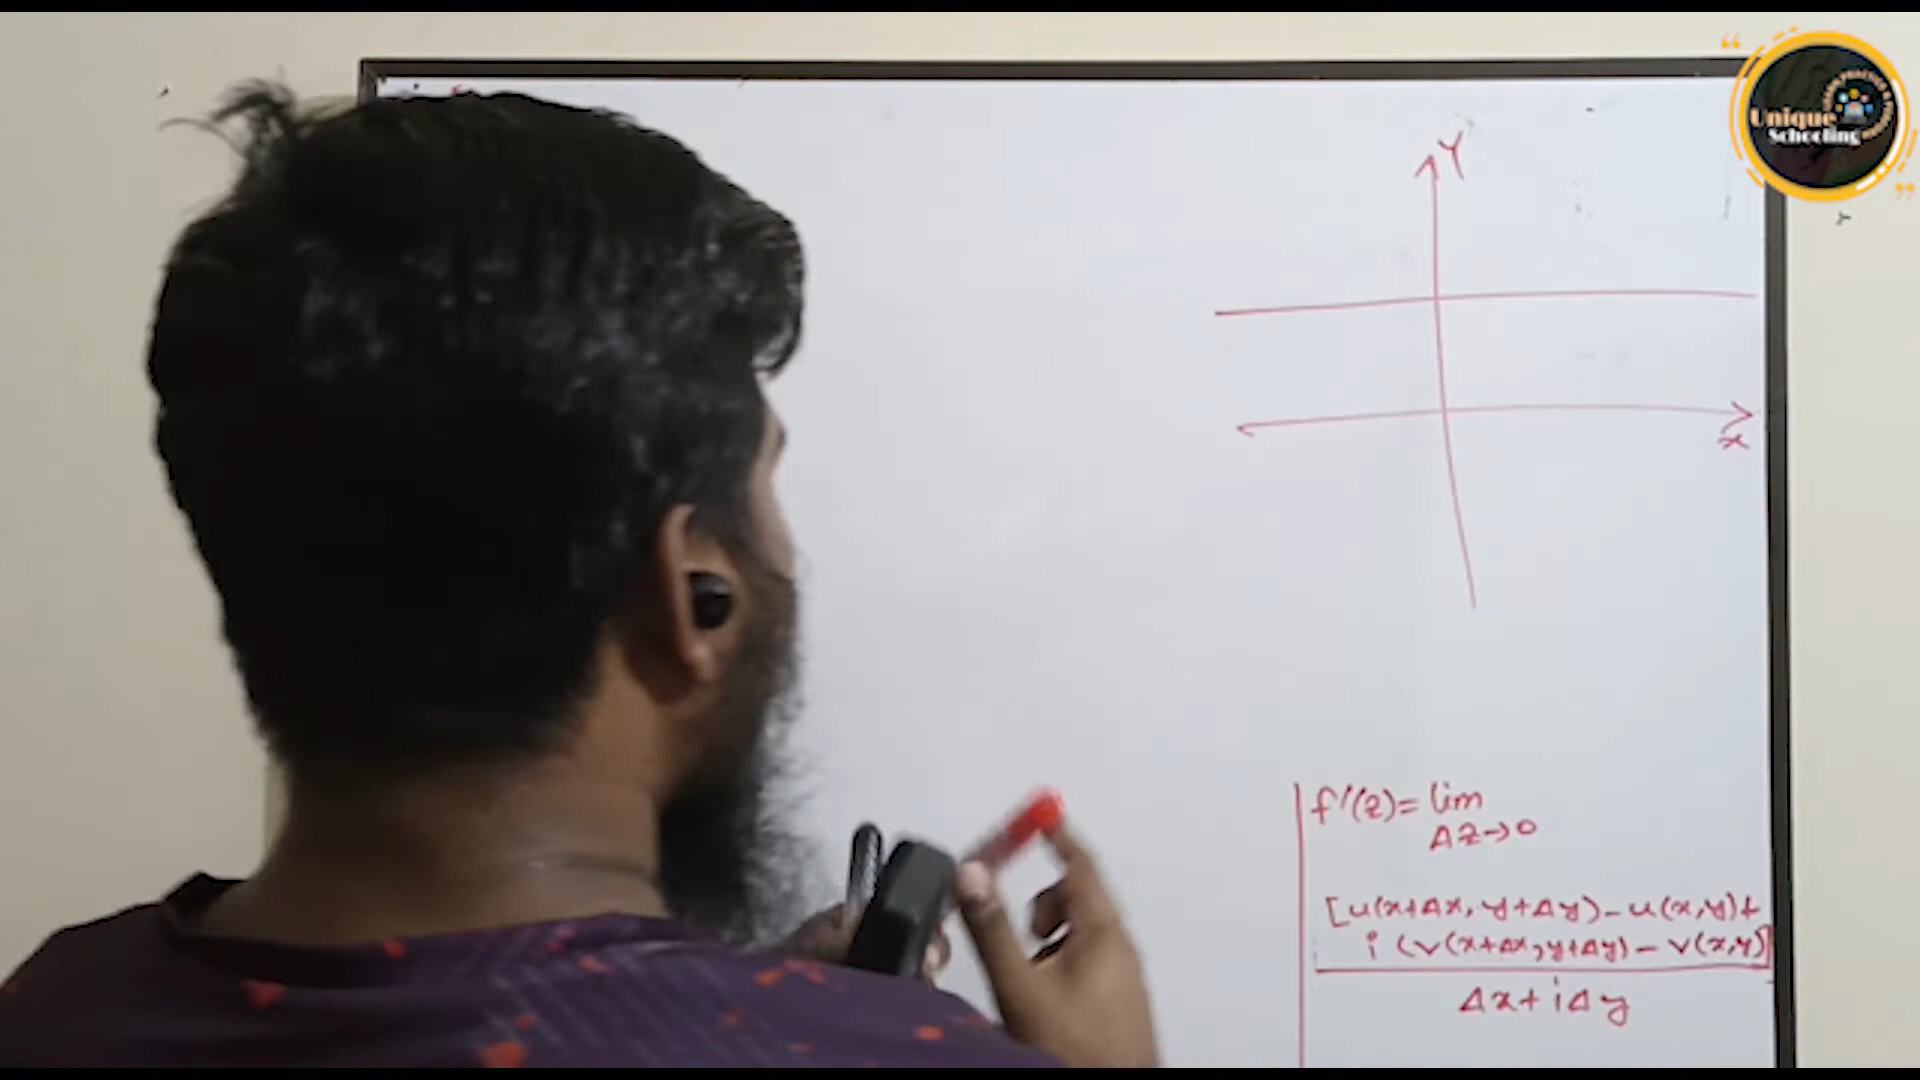 Unique
Schooling
Y
x
f'(z) = lim
Δz→0
[u(x+Δx, y+Δy) - u(x,y) +
i (v(x+Δx, y+Δy) - v(x,y)]
Δx + iΔy